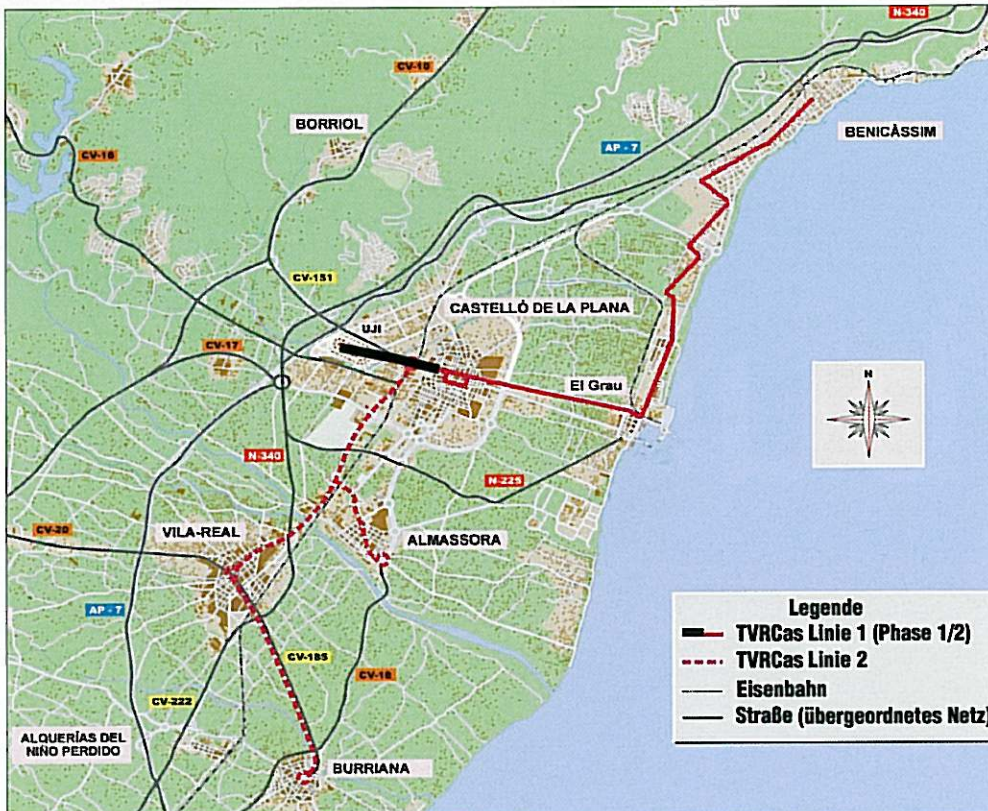 N-340
CV-10
BORRIOL
BENICÀSSIM
AP - 7
CV-16
CV-151
CASTELLÓ DE LA PLANA
UJI
CV-17
El Grau
N
N-340
N-225
CV-20
VILA-REAL
ALMASSORA
AP - 7
Legende
TVRCas Linie 1 (Phase 1/2)
TVRCas Linie 2
Eisenbahn
Straße (übergeordnetes Netz)
CV-185
CV-18
CV-222
ALQUERÍAS DEL
NIÑO PERDIDO
BURRIANA